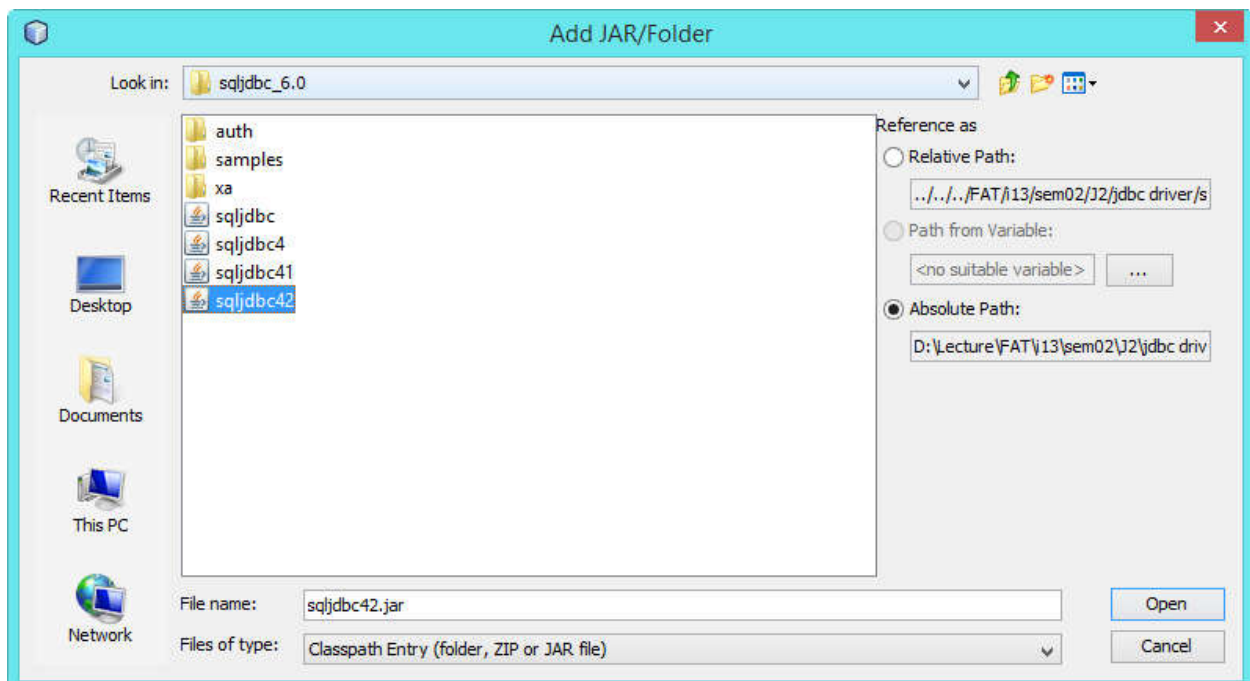 Add JAR/Folder
Look in:
sqljdbc_6.0
Recent Items
Desktop
Documents
This PC
Network
auth
samples
xa
sqljdbc
sqljdbc4
sqljdbc41
sqljdbc42
Reference as
Relative Path:
../../../FAT/i13/sem02/J2/jdbc driver/s
Path from Variable:
<no suitable variable>
...
Absolute Path:
D:\Lecture\FAT\i13\sem02\J2\jdbc driv
File name:
sqljdbc42.jar
Open
Files of type:
Classpath Entry (folder, ZIP or JAR file)
Cancel